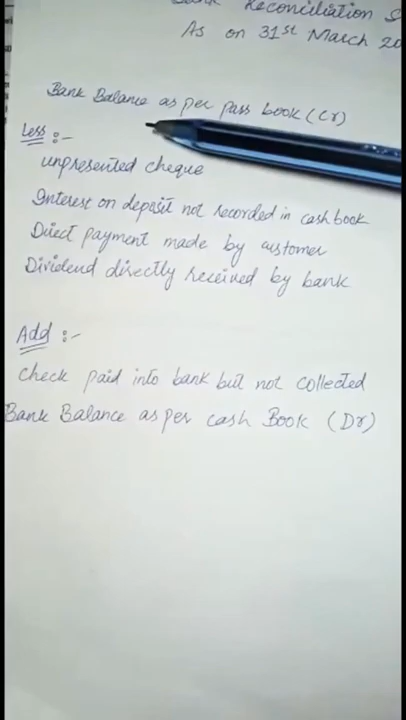 Reconciliation S
As on 31st March 20
Bank Balance as per pass book (Cr)
Less :-
unpresented cheque
Interest on deposit not recorded in cash book
Direct payment made by customer
Dividend directly received by bank
Add :-
check paid into bank but not collected
Bank Balance as per cash Book (Dr)